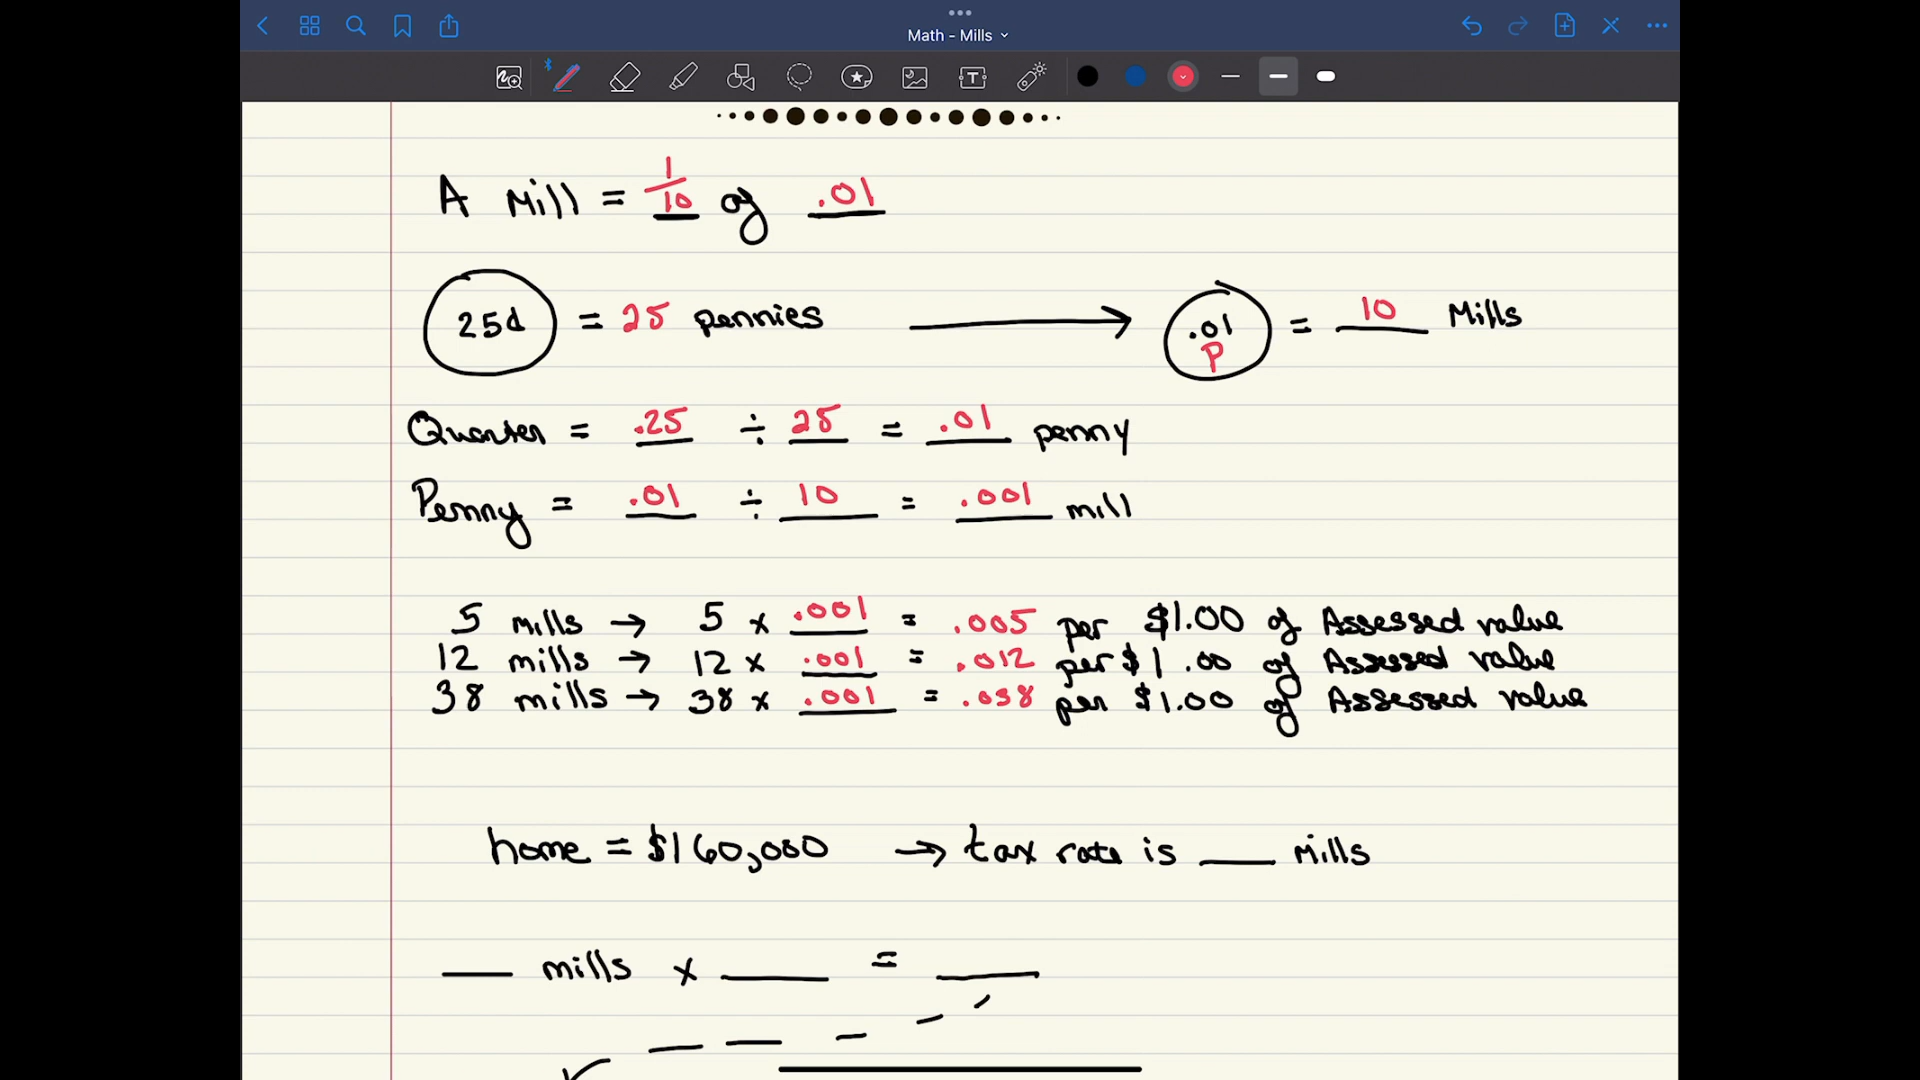 Math - Mills
A Mill = 1/10 of .01
25¢ = 25 pennies → .01 P = 10 Mills
Quarter = .25 ÷ 25 = .01 penny
Penny = .01 ÷ 10 = .001 mill
5 mills → 5 x .001 = .005 per $1.00 of Assessed value
12 mills → 12 x .001 = .012 per $1.00 of Assessed value
38 mills → 38 x .001 = .038 per $1.00 of Assessed value
home = $160,000 → tax rate is ___ Mills
___ mills x ___ = ___